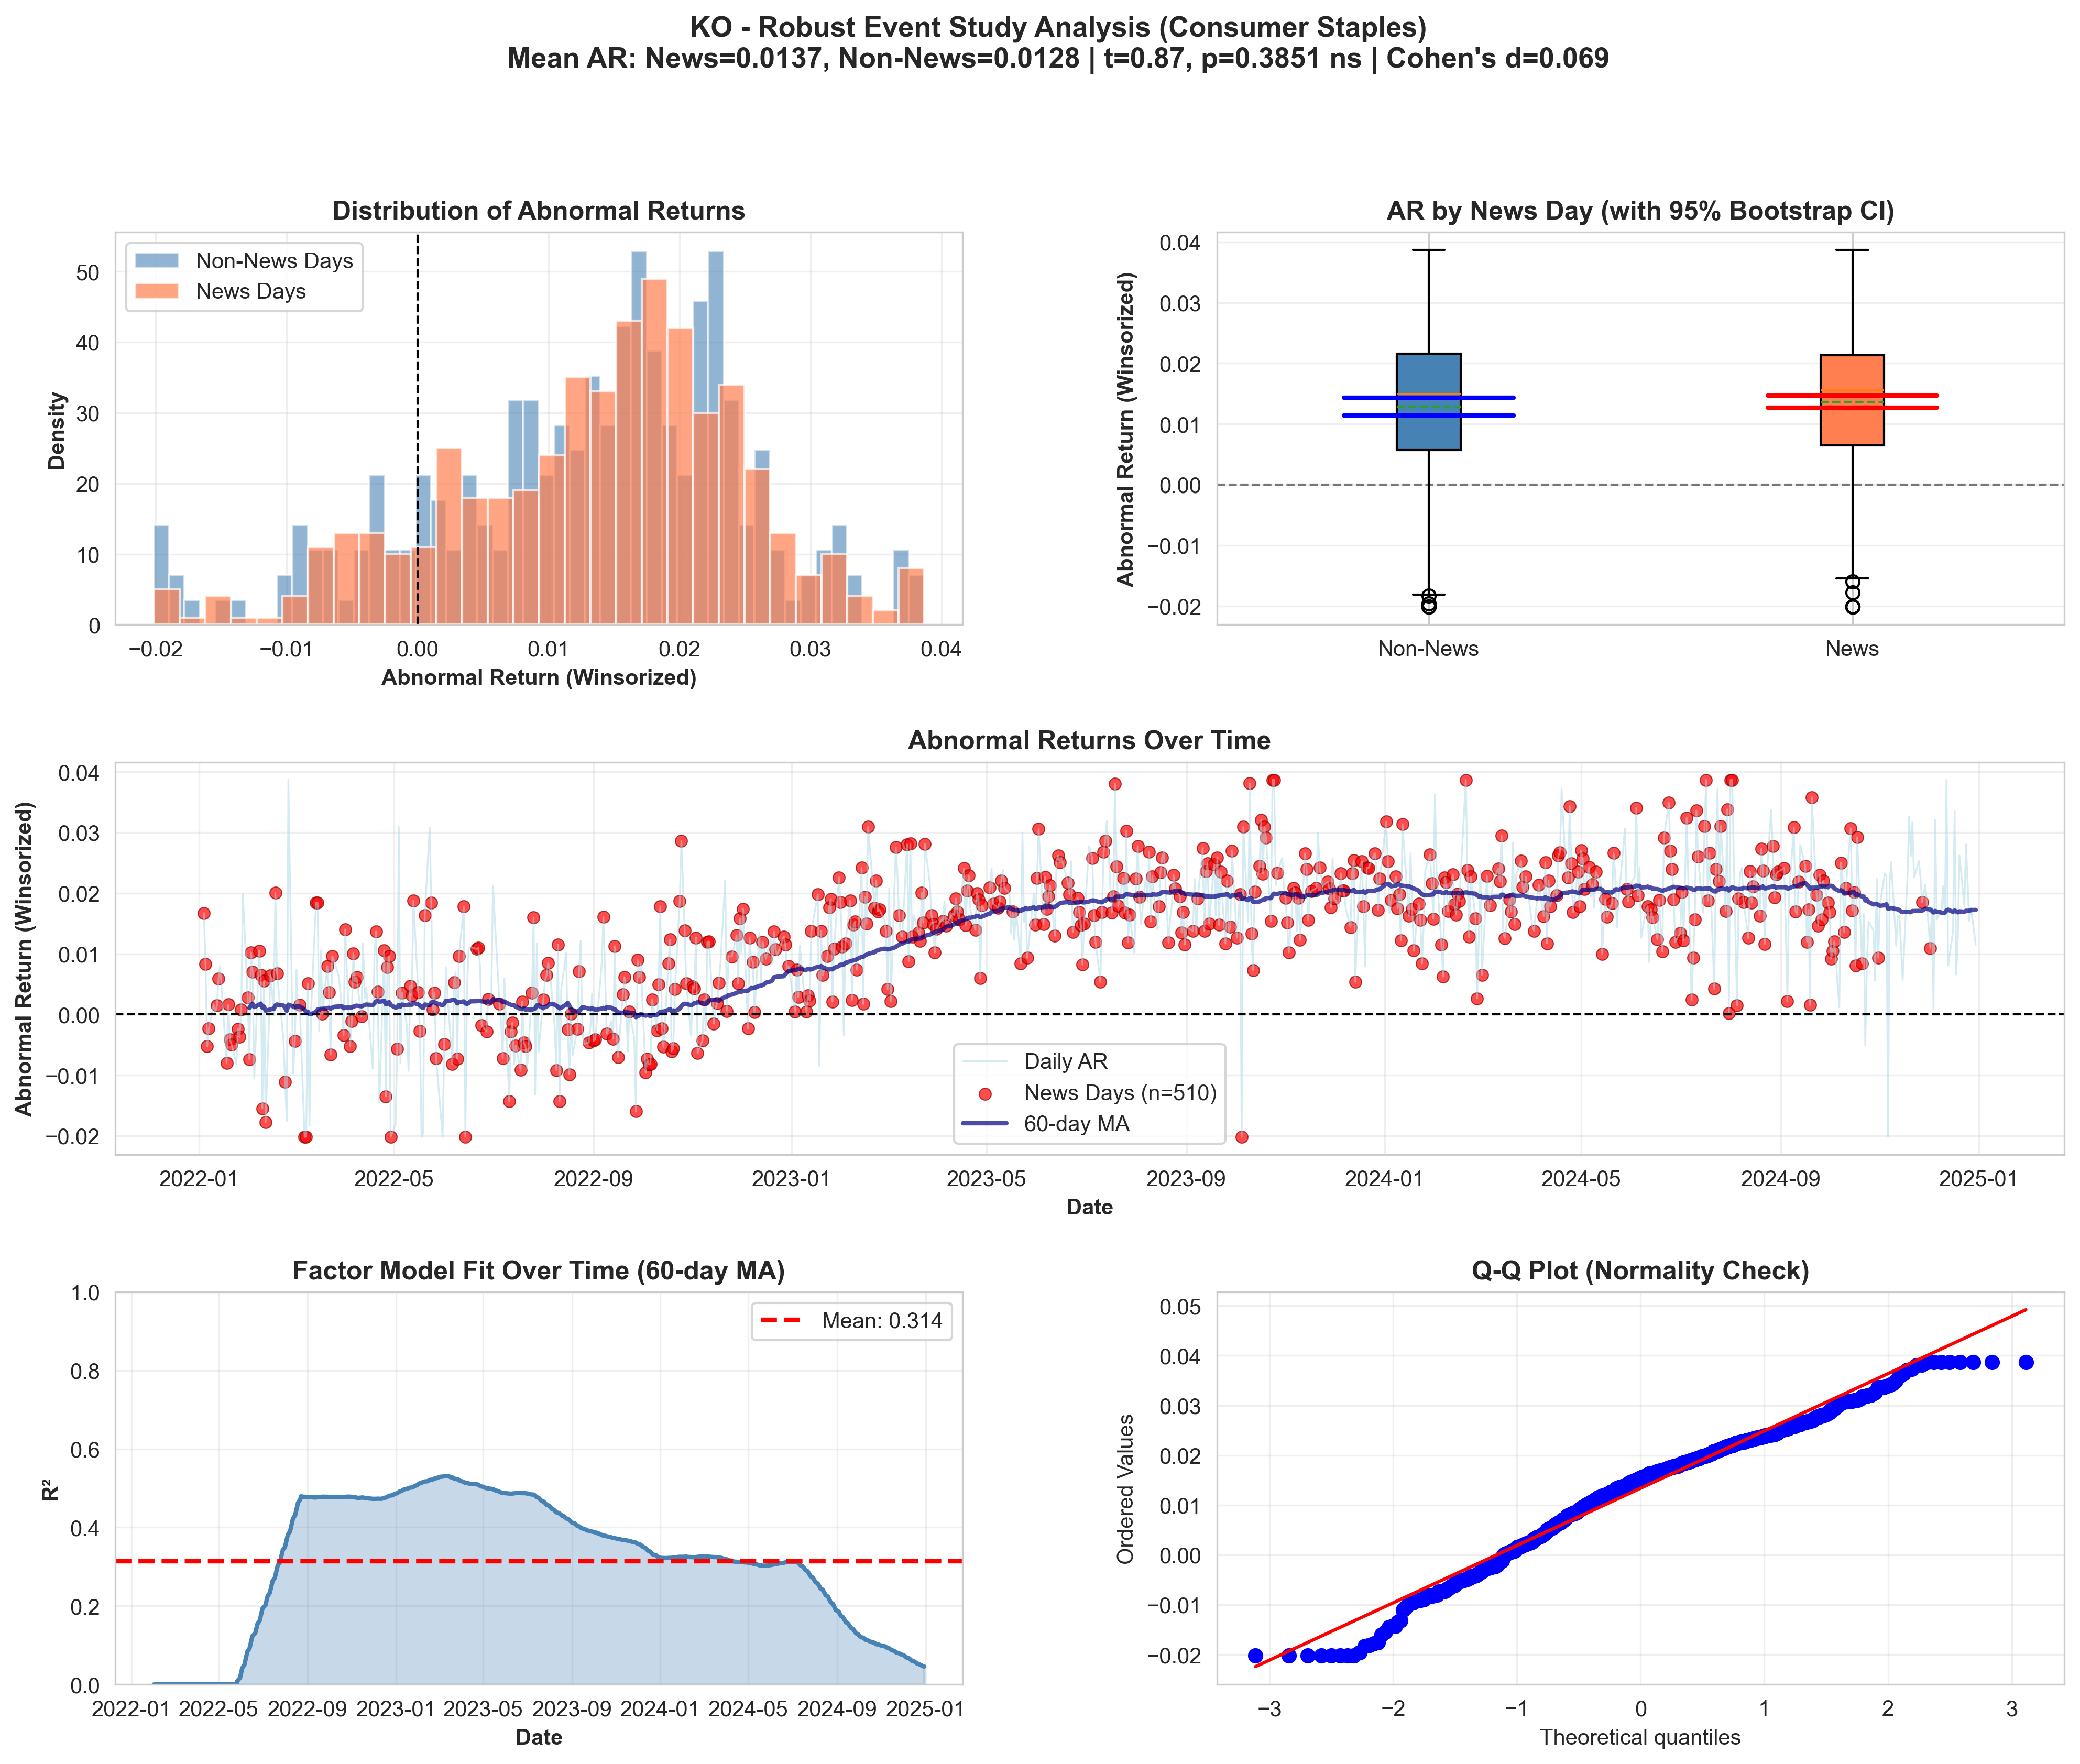 KO - Robust Event Study Analysis (Consumer Staples)
Mean AR: News=0.0137, Non-News=0.0128 | t=0.87, p=0.3851 ns | Cohen's d=0.069
Distribution of Abnormal Returns
Non-News Days
News Days
Density
50
40
30
20
10
0
−0.02 −0.01 0.00 0.01 0.02 0.03 0.04
Abnormal Return (Winsorized)
AR by News Day (with 95% Bootstrap CI)
Abnormal Return (Winsorized)
0.04
0.03
0.02
0.01
0.00
−0.01
−0.02
Non-News News
Abnormal Returns Over Time
Abnormal Return (Winsorized)
0.04
0.03
0.02
0.01
0.00
−0.01
−0.02
Daily AR
News Days (n=510)
60-day MA
2022-01 2022-05 2022-09 2023-01 2023-05 2023-09 2024-01 2024-05 2024-09 2025-01
Date
Factor Model Fit Over Time (60-day MA)
Mean: 0.314
R²
1.0
0.8
0.6
0.4
0.2
0.0
2022-01 2022-05 2022-09 2023-01 2023-05 2023-09 2024-01 2024-05 2024-09 2025-01
Date
Q-Q Plot (Normality Check)
Ordered Values
0.05
0.04
0.03
0.02
0.01
0.00
−0.01
−0.02
−3 −2 −1 0 1 2 3
Theoretical quantiles